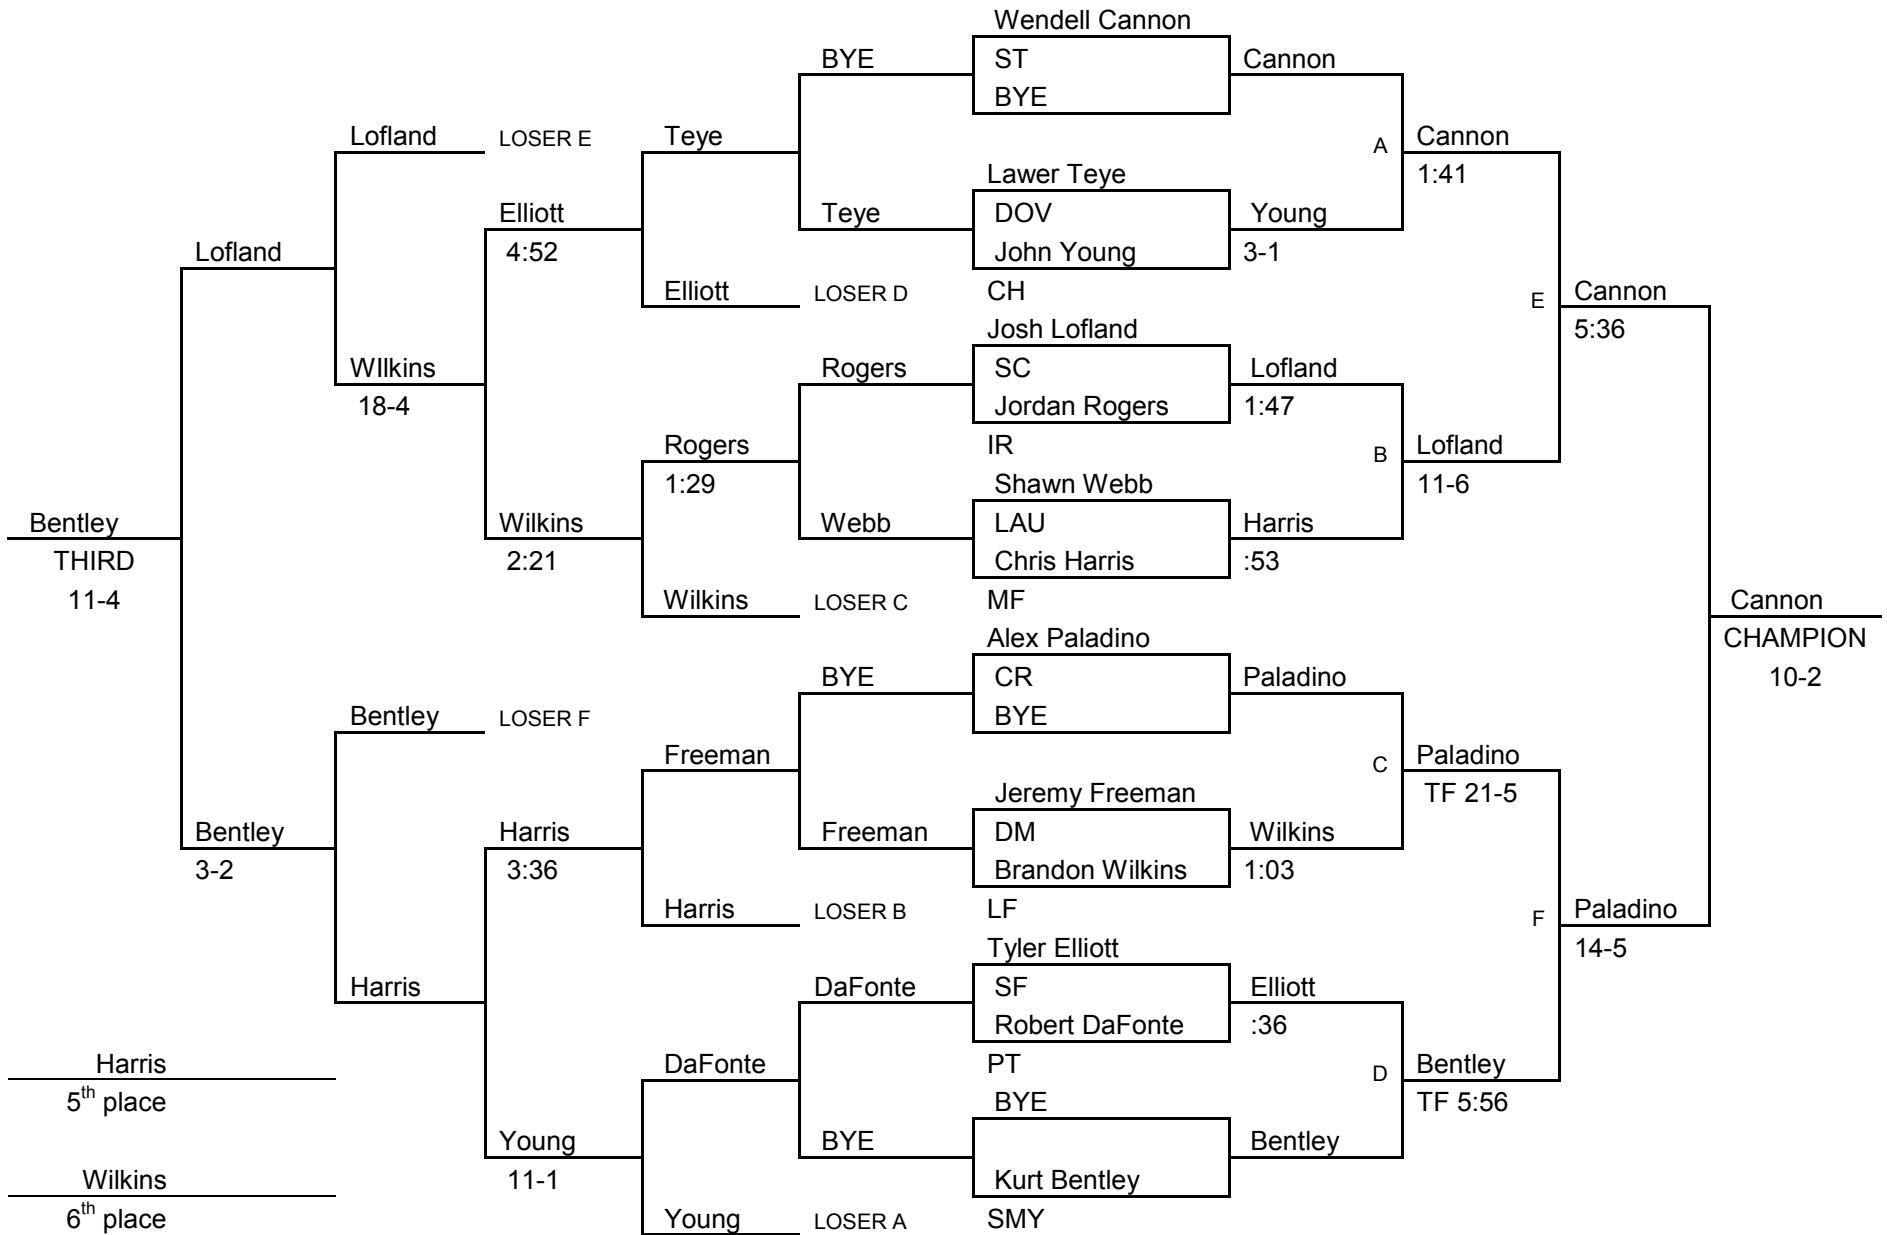 Wendell Cannon
BYE
ST
Cannon
BYE
Lofland
LOSER E
Teye
A
Cannon
1:41
Lawer Teye
Elliott
Teye
DOV
Young
4:52
John Young
3-1
Lofland
Elliott
LOSER D
CH
E
Cannon
Josh Lofland
5:36
WIlkins
Rogers
SC
Lofland
18-4
Jordan Rogers
1:47
Rogers
IR
B
Lofland
1:29
Shawn Webb
11-6
Bentley
Wilkins
Webb
LAU
Harris
THIRD
2:21
Chris Harris
:53
11-4
Wilkins
LOSER C
MF
Cannon
Alex Paladino
CHAMPION
BYE
CR
Paladino
10-2
Bentley
LOSER F
BYE
Freeman
C
Paladino
Jeremy Freeman
TF 21-5
Bentley
Harris
Freeman
DM
Wilkins
3-2
3:36
Brandon Wilkins
1:03
Harris
LOSER B
LF
F
Paladino
Tyler Elliott
14-5
Harris
DaFonte
SF
Elliott
Robert DaFonte
:36
Harris
DaFonte
PT
D
Bentley
5th place
BYE
TF 5:56
Young
BYE
Bentley
Wilkins
11-1
Kurt Bentley
6th place
Young
LOSER A
SMY